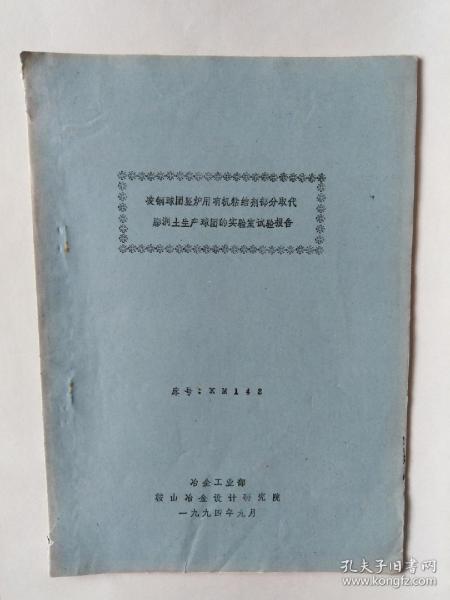 凌钢球团竖炉用有机粘结剂部分取代
膨润土生产球团的实验室试验报告
序号:XM142
冶金工业部
鞍山冶金设计研究院
一九九四年九月
孔夫子旧书网
www.kongfz.com